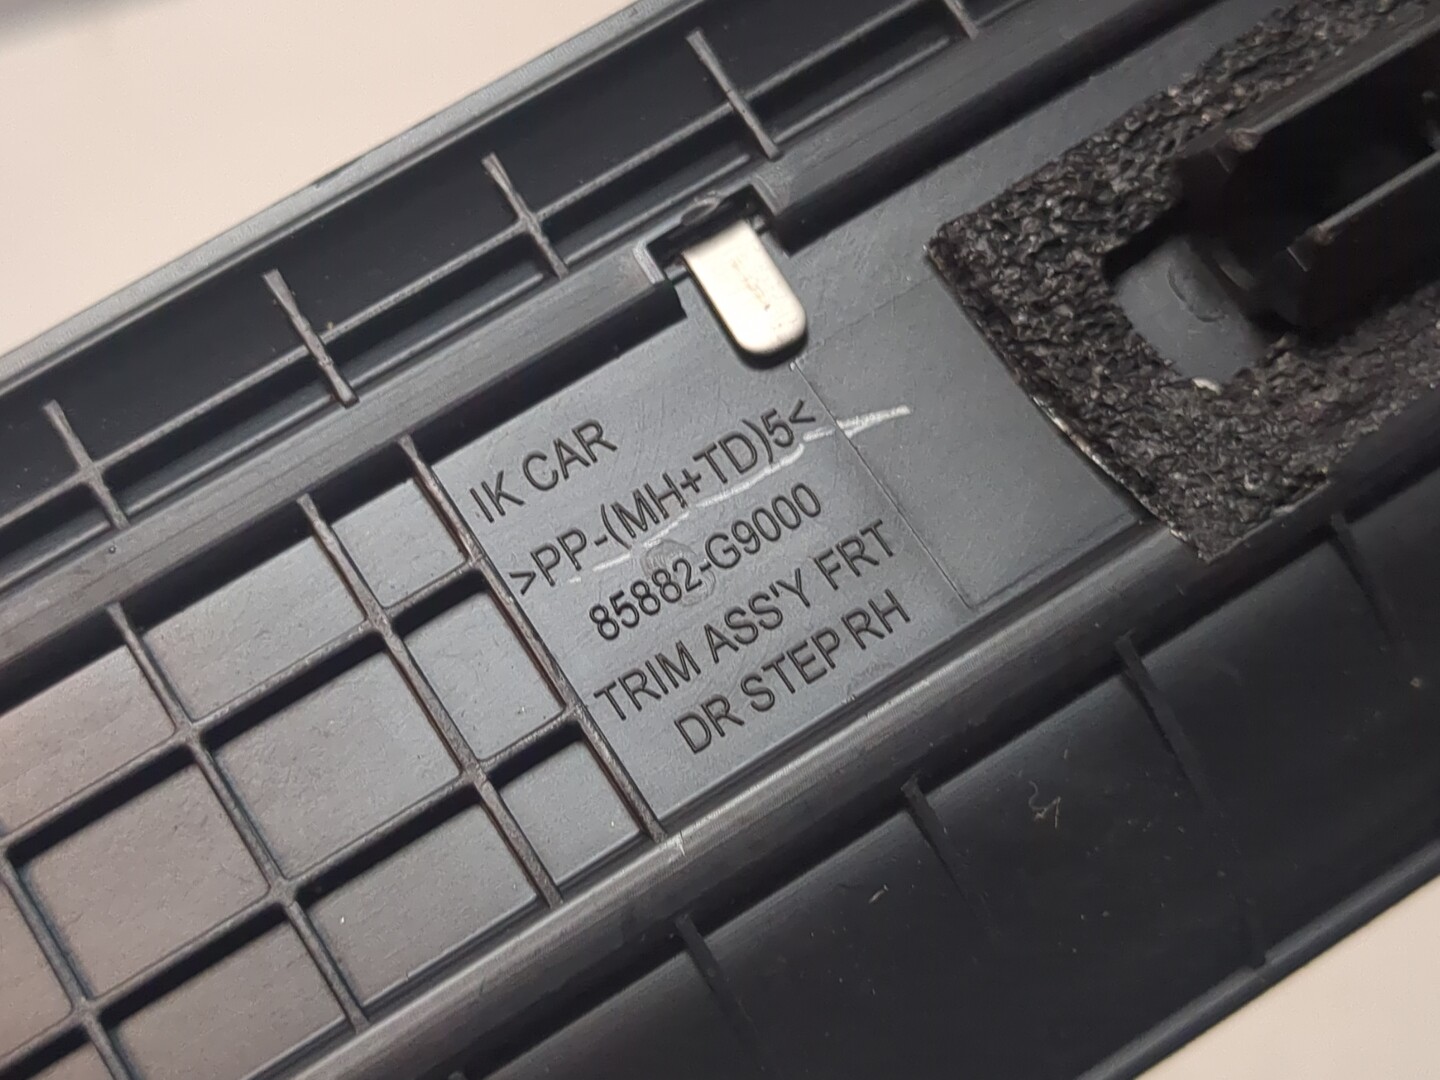 IK CAR
>PP-(MH+TD)5<
85882-G9000
TRIM ASS'Y FRT
DR STEP RH